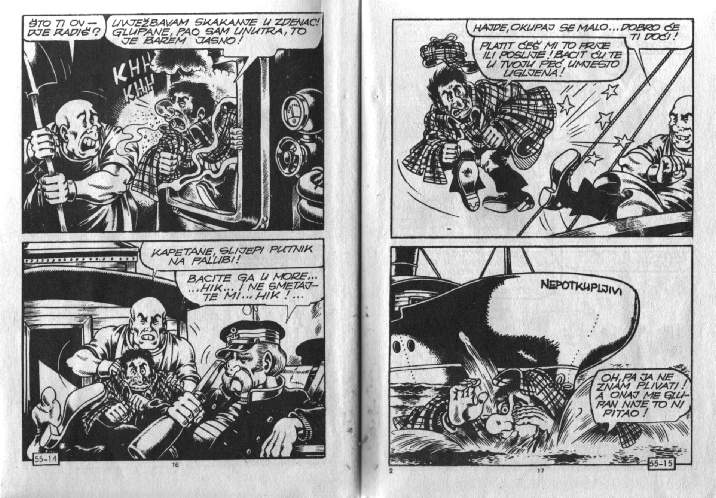 ŠTO TI OV-
DJE RADIŠ?
UVJEŽBAVAM SKAKANJE U ZDENAC!
GLUPANE, PAO SAM UNUTRA, TO
JE BAREM JASNO!
KHH
KHH
KAPETANE, SLIJEPI PUTNIK
NA PALUBI!
BACITE GA U MORE...
...HIK...! NE SMETAJ-
TE MI... HIK!...
55-14
16
HAJDE, OKUPAJ SE MALO... DOBRO ĆE
TI DOĆI!
PLATIT ĆEŠ MI TO PRIJE
ILI POSLIJE! BACIT ĆU TE
U TVOJU PEĆ, UMJESTO
UGLJENA!
NEPOTKUPLJIVI
OH, PA JA NE
ZNAM PLIVATI!
A ONAJ ME GLU-
PAN NIJE TO NI
PITAO!
2
17
55-15